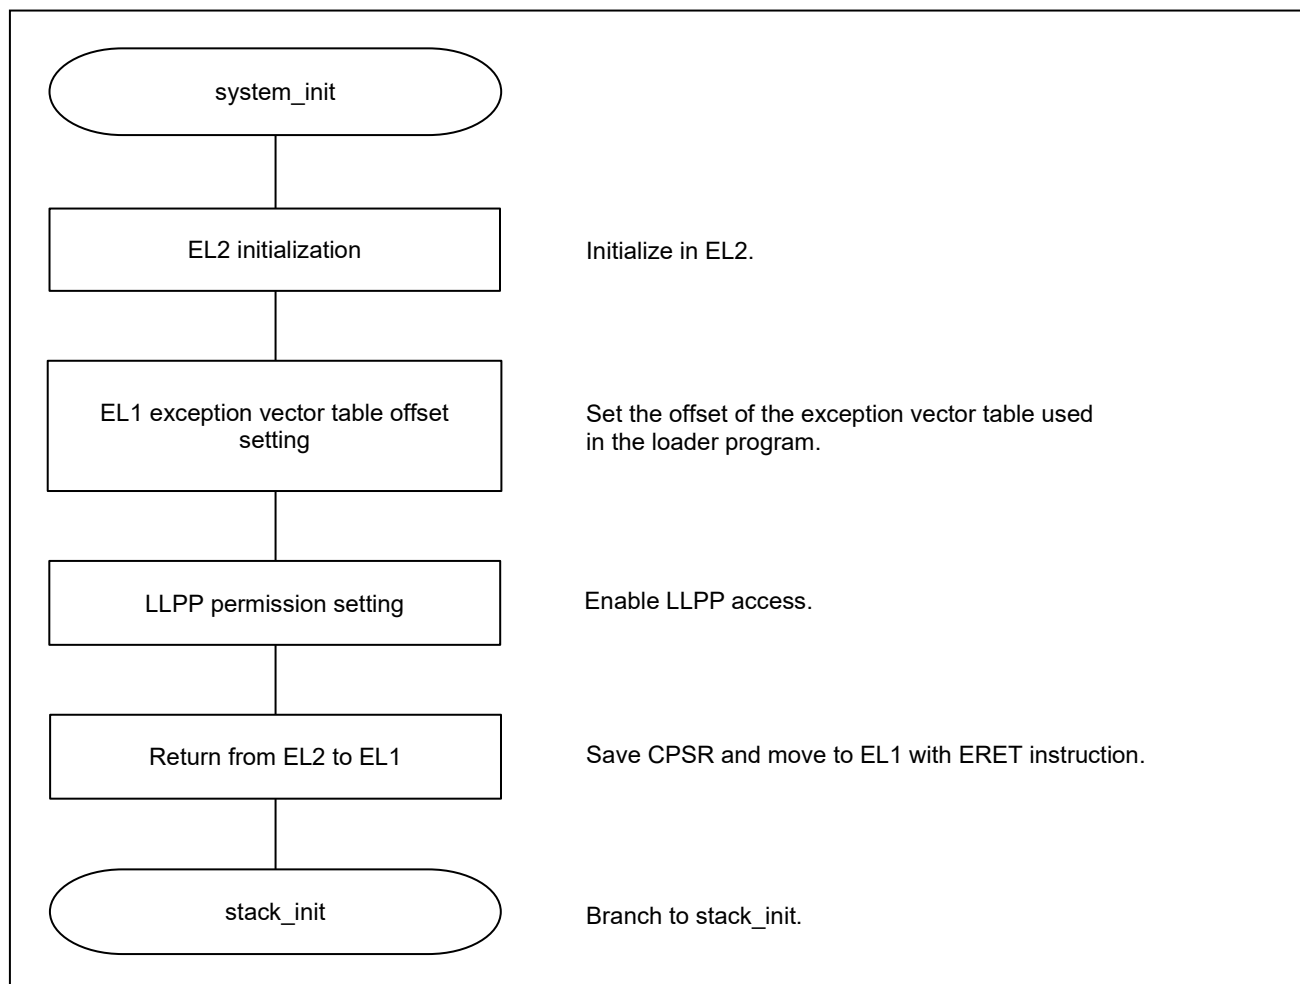 system_init
EL2 initialization
Initialize in EL2.
EL1 exception vector table offset
setting
Set the offset of the exception vector table used
in the loader program.
LLPP permission setting
Enable LLPP access.
Return from EL2 to EL1
Save CPSR and move to EL1 with ERET instruction.
stack_init
Branch to stack_init.